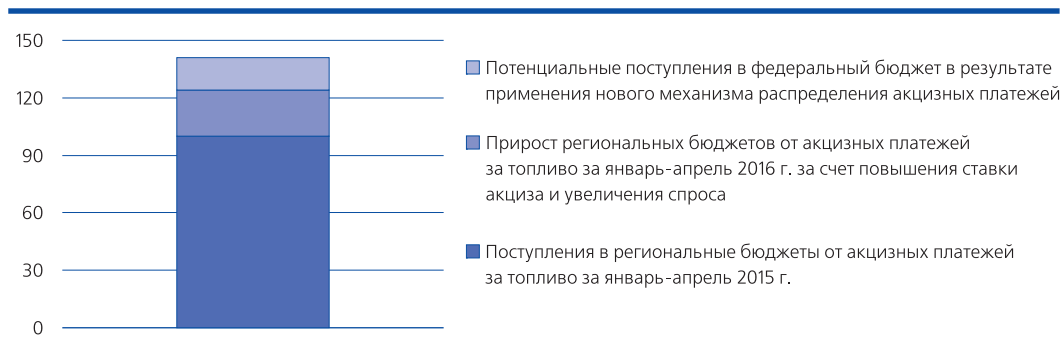 150
120
90
60
30
0
Потенциальные поступления в федеральный бюджет в результате
применения нового механизма распределения акцизных платежей
Прирост региональных бюджетов от акцизных платежей
за топливо за январь-апрель 2016 г. за счет повышения ставки
акциза и увеличения спроса
Поступления в региональные бюджеты от акцизных платежей
за топливо за январь-апрель 2015 г.